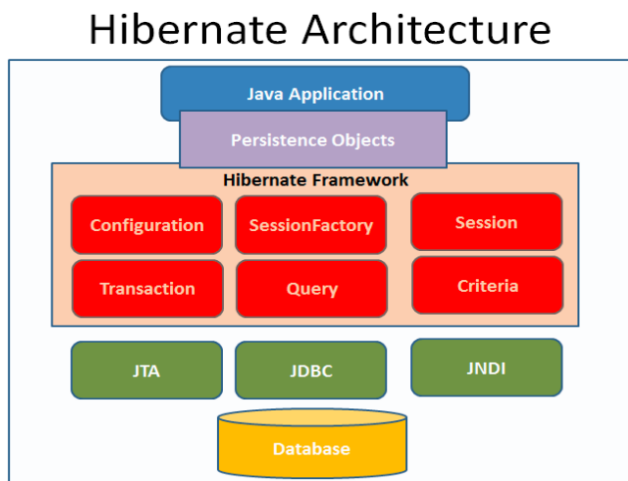 Hibernate Architecture
Java Application
Persistence Objects
Hibernate Framework
Configuration
SessionFactory
Session
Transaction
Query
Criteria
JTA
JDBC
JNDI
Database